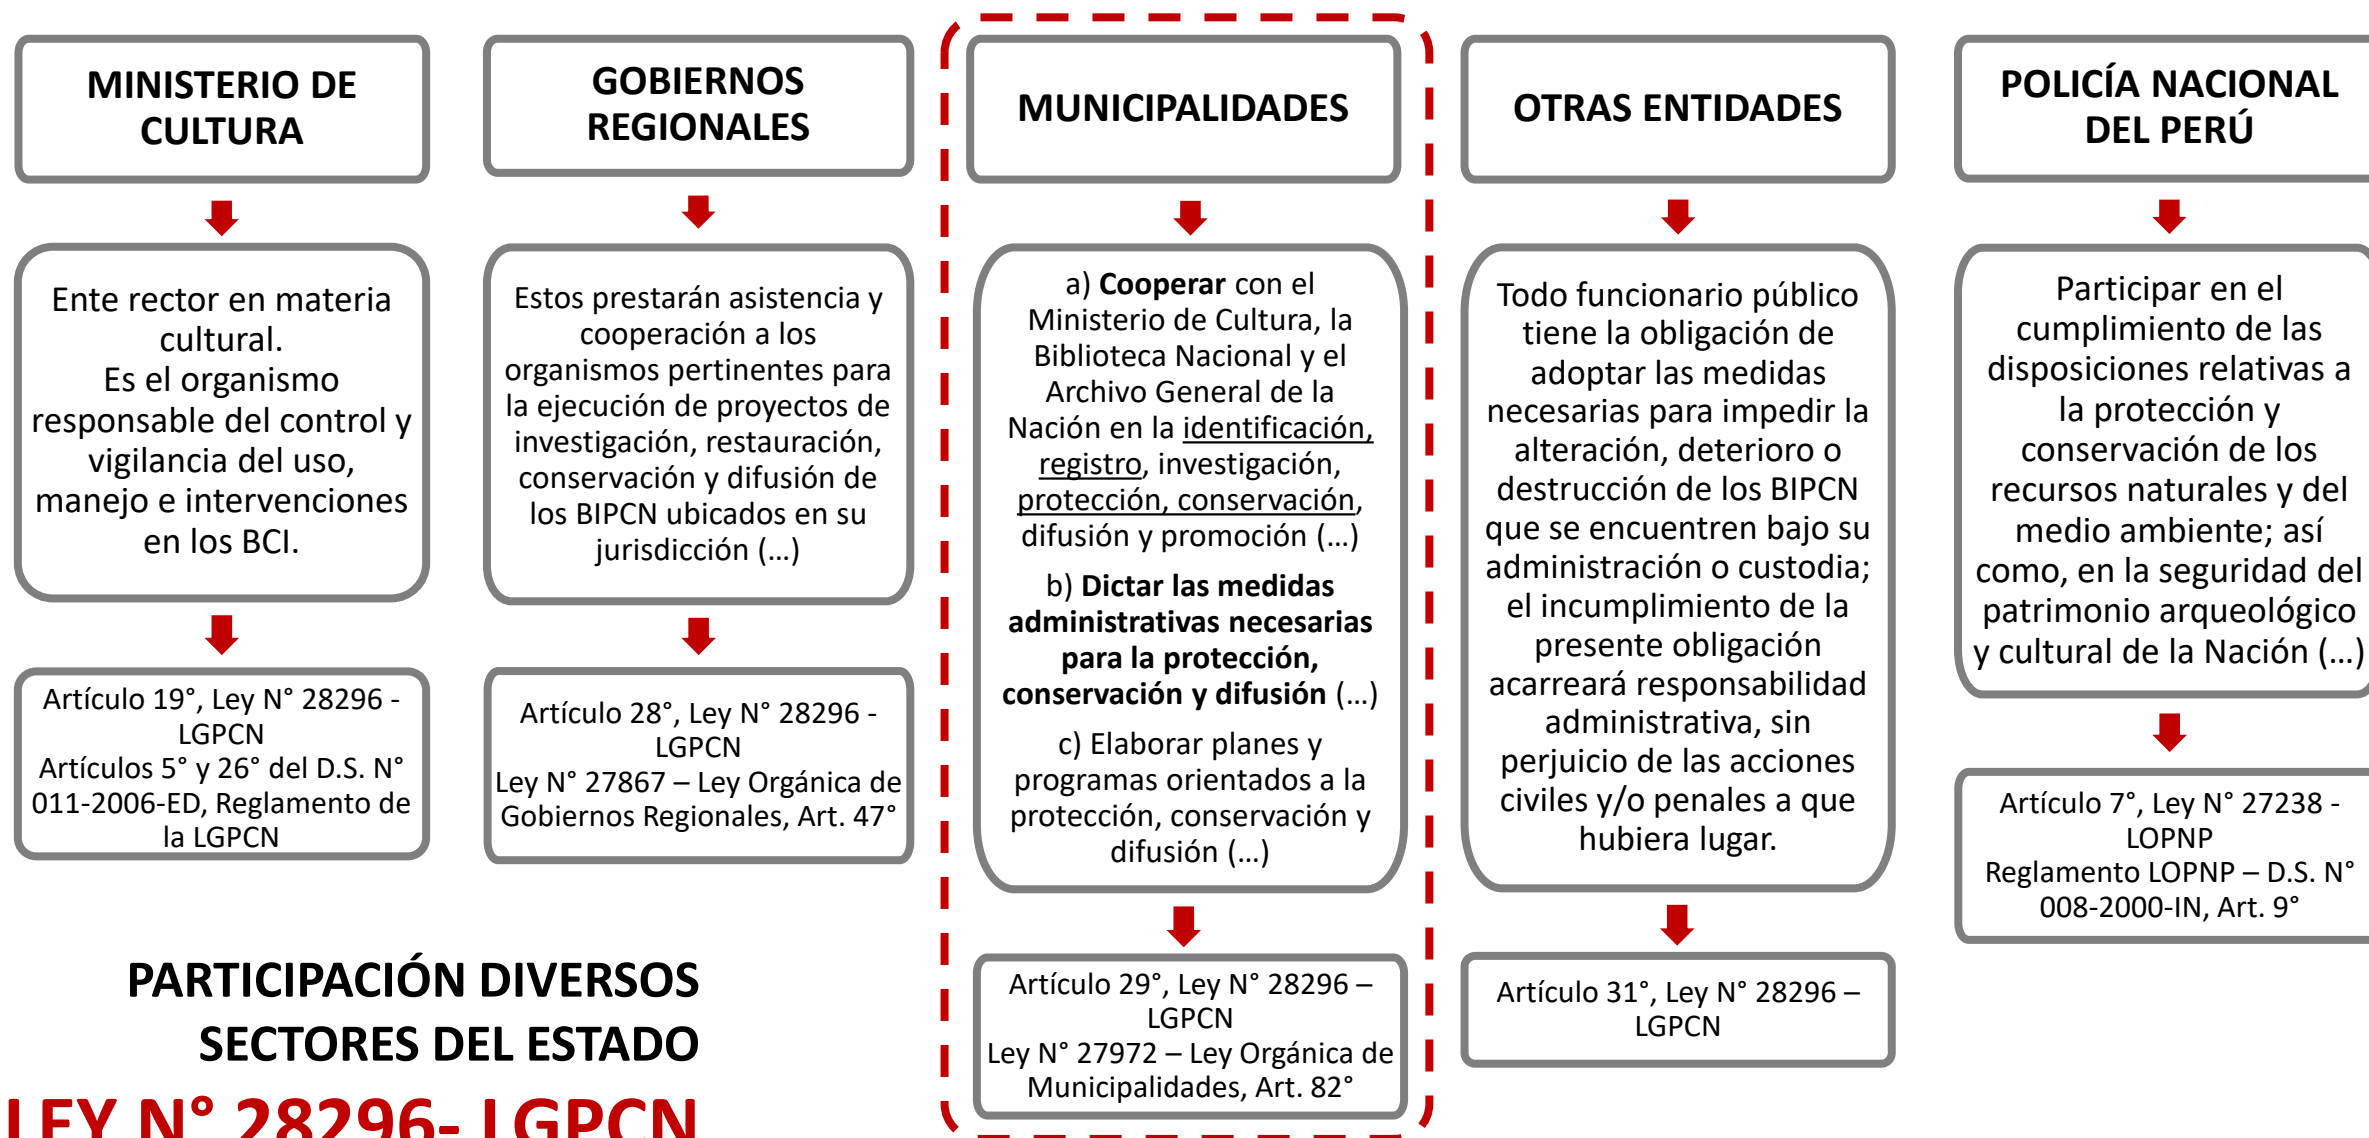 MINISTERIO DE
CULTURA
Ente rector en materia
cultural.
Es el organismo
responsable del control y
vigilancia del uso,
manejo e intervenciones
en los BCI.
Artículo 19°, Ley N° 28296 -
LGPCN
Artículos 5° y 26° del D.S. N°
011-2006-ED, Reglamento de
la LGPCN
GOBIERNOS
REGIONALES
Estos prestarán asistencia y
cooperación a los
organismos pertinentes para
la ejecución de proyectos de
investigación, restauración,
conservación y difusión de
los BIPCN ubicados en su
jurisdicción (…)
Artículo 28°, Ley N° 28296 -
LGPCN
Ley N° 27867 – Ley Orgánica de
Gobiernos Regionales, Art. 47°
MUNICIPALIDADES
a) Cooperar con el
Ministerio de Cultura, la
Biblioteca Nacional y el
Archivo General de la
Nación en la identificación,
registro, investigación,
protección, conservación,
difusión y promoción (…)
b) Dictar las medidas
administrativas necesarias
para la protección,
conservación y difusión (…)
c) Elaborar planes y
programas orientados a la
protección, conservación y
difusión (…)
Artículo 29°, Ley N° 28296 –
LGPCN
Ley N° 27972 – Ley Orgánica de
Municipalidades, Art. 82°
OTRAS ENTIDADES
Todo funcionario público
tiene la obligación de
adoptar las medidas
necesarias para impedir la
alteración, deterioro o
destrucción de los BIPCN
que se encuentren bajo su
administración o custodia;
el incumplimiento de la
presente obligación
acarreará responsabilidad
administrativa, sin
perjuicio de las acciones
civiles y/o penales a que
hubiera lugar.
Artículo 31°, Ley N° 28296 –
LGPCN
POLICÍA NACIONAL
DEL PERÚ
Participar en el
cumplimiento de las
disposiciones relativas a
la protección y
conservación de los
recursos naturales y del
medio ambiente; así
como, en la seguridad del
patrimonio arqueológico
y cultural de la Nación (…)
Artículo 7°, Ley N° 27238 -
LOPNP
Reglamento LOPNP – D.S. N°
008-2000-IN, Art. 9°
PARTICIPACIÓN DIVERSOS
SECTORES DEL ESTADO
LEY N° 28296- LGPCN